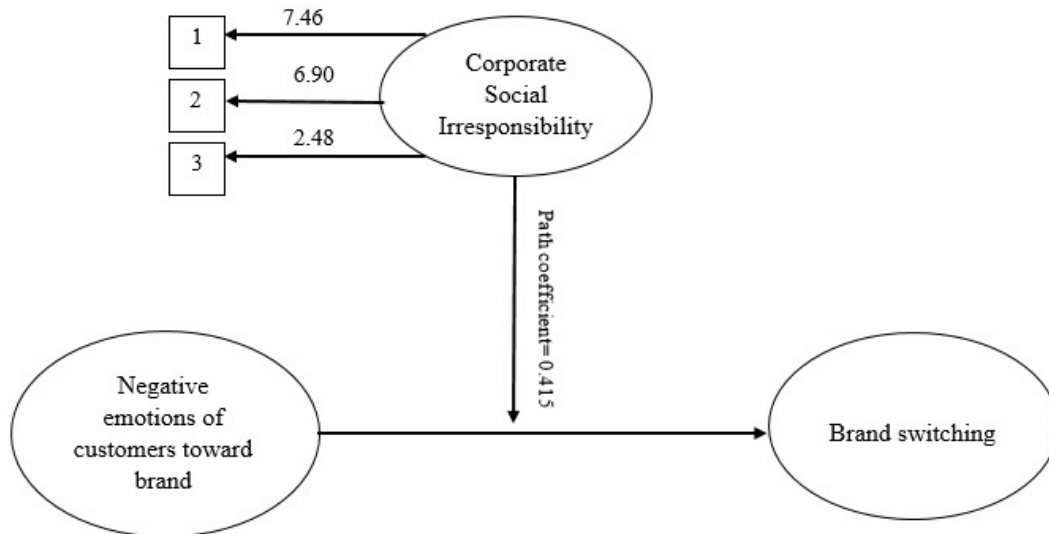 1
7.46
2
6.90
3
2.48
Corporate
Social
Irresponsibility
Path coefficient= 0.415
Negative
emotions of
customers toward
brand
Brand switching